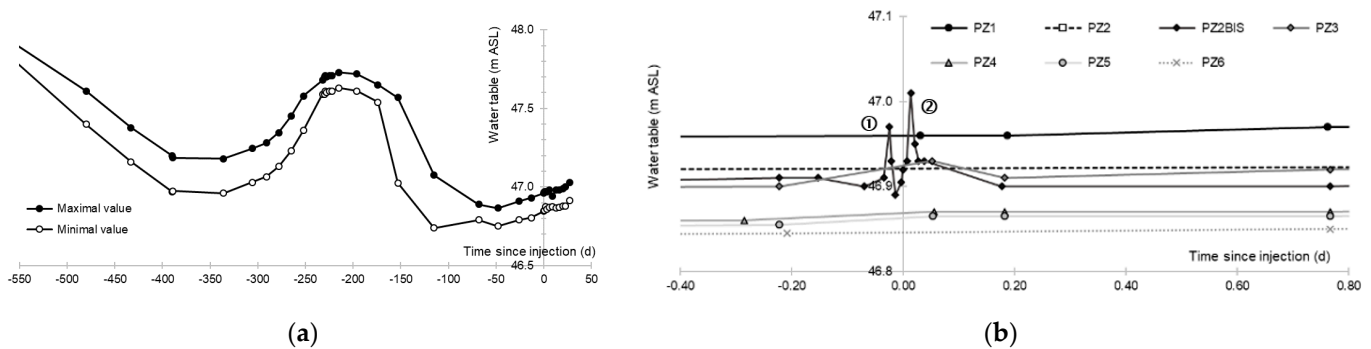 48.0
Water table (m ASL)
47.5
47.0
Maximal value
Minimal value
Time since injection (d)
46.5
-550 -500 -450 -400 -350 -300 -250 -200 -150 -100 -50 0 50
(a)
47.1
PZ1 PZ2 PZ2BIS PZ3
PZ4 PZ5 PZ6
Water table (m ASL)
47.0
① ②
46.9
Time since injection (d)
46.8
-0.40 -0.20 0.00 0.20 0.40 0.60 0.80
(b)